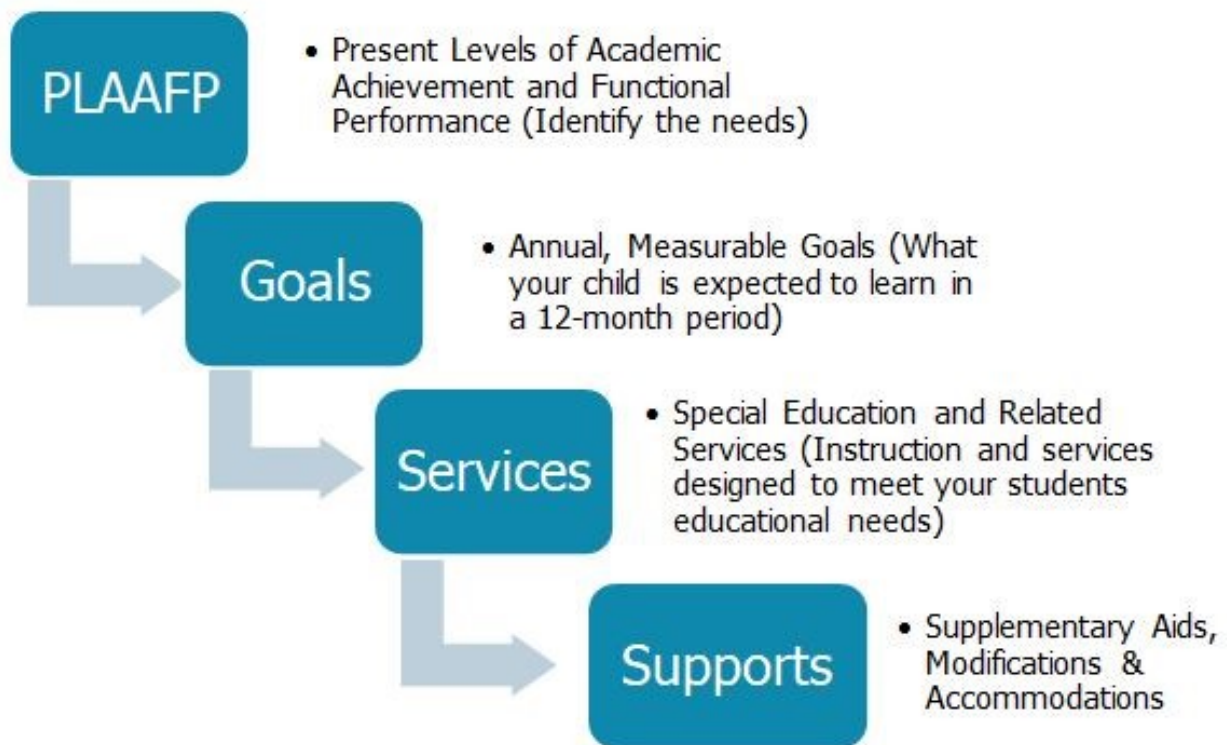 PLAAFP
• Present Levels of Academic
Achievement and Functional
Performance (Identify the needs)
Goals
• Annual, Measurable Goals (What
your child is expected to learn in
a 12-month period)
Services
• Special Education and Related
Services (Instruction and services
designed to meet your students
educational needs)
Supports
• Supplementary Aids,
Modifications &
Accommodations